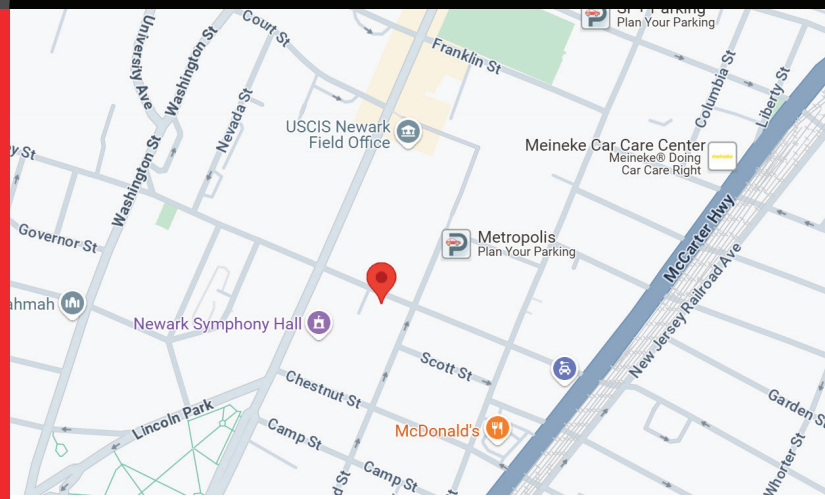 Court St
Plan Your Parking
University Ave
Washington St
Franklin St
Columbia St
Liberty St
Nevada St
USCIS Newark
Field Office
Meineke Car Care Center
Meineke® Doing
Car Care Right
meineke
y St
Washington St
Governor St
Metropolis
Plan Your Parking
McCarter Hwy
New Jersey Railroad Ave
ahmah
Newark Symphony Hall
Scott St
Chestnut St
Lincoln Park
Garden S
McDonald's
Camp St
Camp St
d St
t
Whorter St